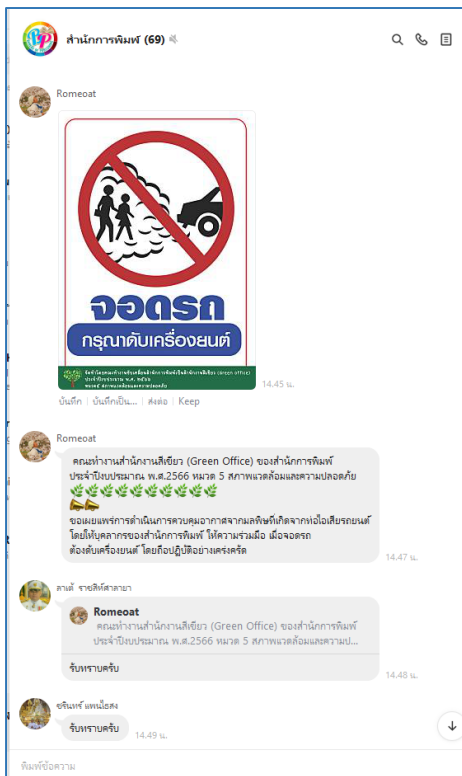 สำนักการพิมพ์ (69)
Romeoat
จอดรถ
กรุณาดับเครื่องยนต์
14.45 น.
บันทึก | บันทึกเป็น... | ส่งต่อ | Keep
Romeoat
คณะทำงานสำนักงานสีเขียว (Green Office) ของสำนักการพิมพ์
ประจำปีงบประมาณ พ.ศ.2566 หมวด 5 สภาพแวดล้อมและความปลอดภัย
ขอเผยแพร่การดำเนินการควบคุมอากาศจากมลพิษที่เกิดจากท่อไอเสียรถยนต์
โดยให้บุคลากรของสำนักการพิมพ์ ให้ความร่วมมือ เมื่อจอดรถ
ต้องดับเครื่องยนต์ โดยถือปฏิบัติอย่างเคร่งครัด
14.47 น.
Romeoat
คณะทำงานสำนักงานสีเขียว (Green Office) ของสำนักการพิมพ์
ประจำปีงบประมาณ พ.ศ.2566 หมวด 5 สภาพแวดล้อมและความป...
รับทราบครับ
14.48 น.
รับทราบครับ
14.49 น.
พิมพ์ข้อความ